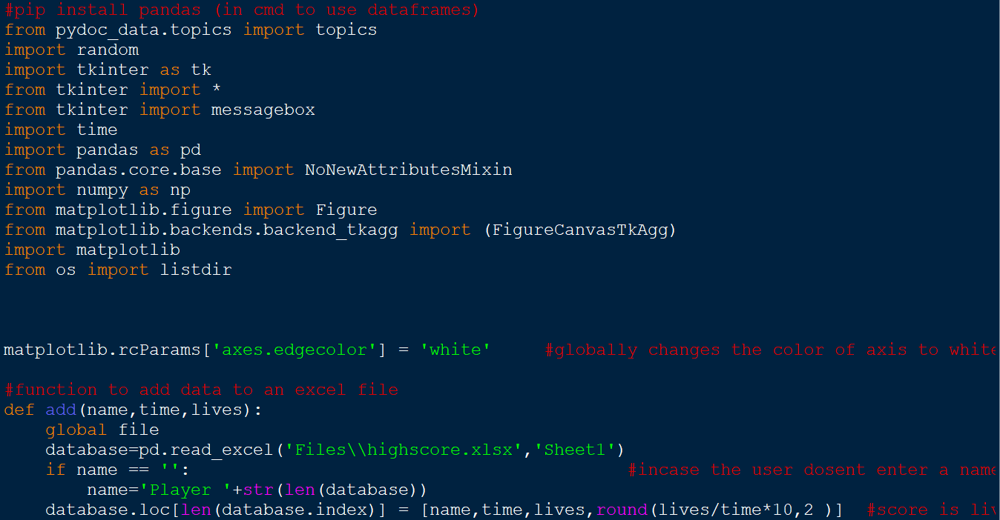 #pip install pandas (in cmd to use dataframes)
from pydoc_data.topics import topics
import random
import tkinter as tk
from tkinter import *
from tkinter import messagebox
import time
import pandas as pd
from pandas.core.base import NoNewAttributesMixin
import numpy as np
from matplotlib.figure import Figure
from matplotlib.backends.backend_tkagg import (FigureCanvasTkAgg)
import matplotlib
from os import listdir
matplotlib.rcParams['axes.edgecolor'] = 'white' #globally changes the color of axis to white
#function to add data to an excel file
def add(name,time,lives):
    global file
    database=pd.read_excel('Files\\highscore.xlsx','Sheet1')
    if name == '': #incase the user dosent enter a name
        name='Player '+str(len(database))
    database.loc[len(database.index)] = [name,time,lives,round(lives/time*10,2 )] #score is